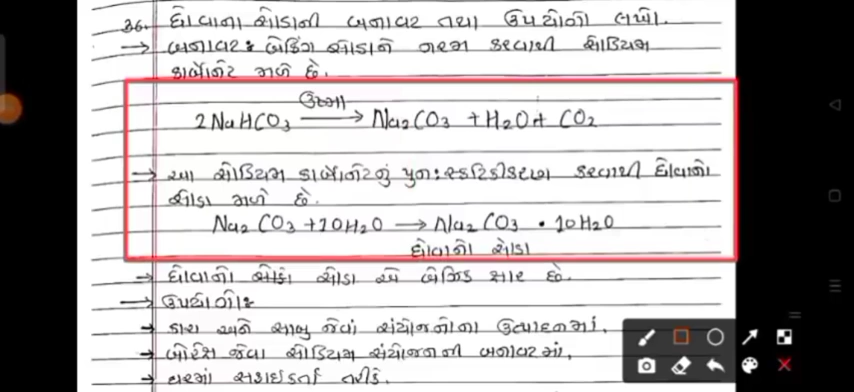 36. ધોવાના સોડાની બનાવટ તથા ઉપયોગો લખો.
→ બનાવટ : બેકિંગ સોડાને ગરમ કરવાથી સોડિયમ
કાર્બોનેટ મળે છે.
ઉષ્મા
2NaHCO₃ → Na₂CO₃ + H₂O + CO₂
→ આ સોડિયમ કાર્બોનેટનું પુનઃસ્ફટિકીકરણ કરવાથી ધોવાનો
સોડા મળે છે.
Na₂CO₃ + 10H₂O → Na₂CO₃ · 10H₂O
ધોવાનો સોડા
→ ધોવાનો સોડા એ બેઝિક ક્ષાર છે.
→ ઉપયોગો:
→ કાચ અને સાબુ જેવાં સંયોજનોના ઉત્પાદનમાં,
→ બોરેક્ષ જેવા સોડિયમ સંયોજનની બનાવટમાં,
→ ઘરમાં સફાઈકર્તા તરીકે.